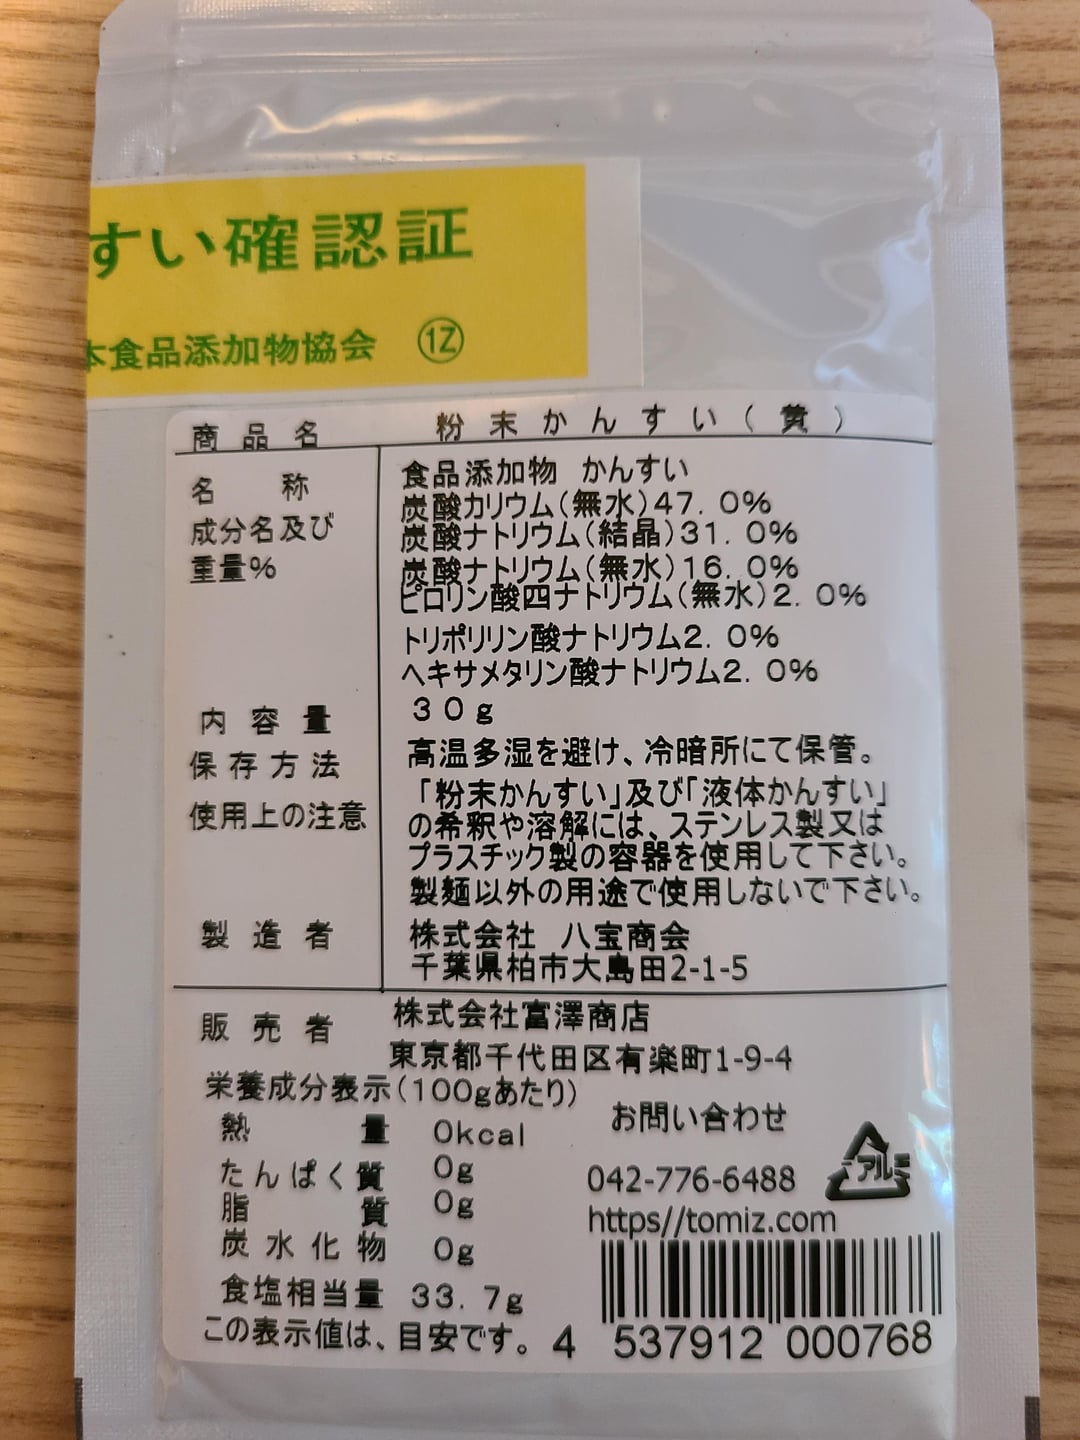 すい確認証
本食品添加物協会 ⑫
商品名 粉末かんすい(黄)
名称 食品添加物 かんすい
成分名及び 炭酸カリウム(無水)47.0%
炭酸ナトリウム(結晶)31.0%
重量% 炭酸ナトリウム(無水)16.0%
ピロリン酸四ナトリウム(無水)2.0%
トリポリリン酸ナトリウム2.0%
ヘキサメタリン酸ナトリウム2.0%
内容量 30g
保存方法 高温多湿を避け、冷暗所にて保管。
使用上の注意 「粉末かんすい」及び「液体かんすい」
の希釈や溶解には、ステンレス製又は
プラスチック製の容器を使用して下さい。
製麺以外の用途で使用しないで下さい。
製造者 株式会社 八宝商会
千葉県柏市大島田2-1-5
販売者 株式会社富澤商店
東京都千代田区有楽町1-9-4
栄養成分表示(100gあたり)
熱量 0kcal
たんぱく質 0g
脂質 0g
炭水化物 0g
食塩相当量 33.7g
この表示値は、目安です。
お問い合わせ
042-776-6488
https//tomiz.com
アルミ
4 537912 000768